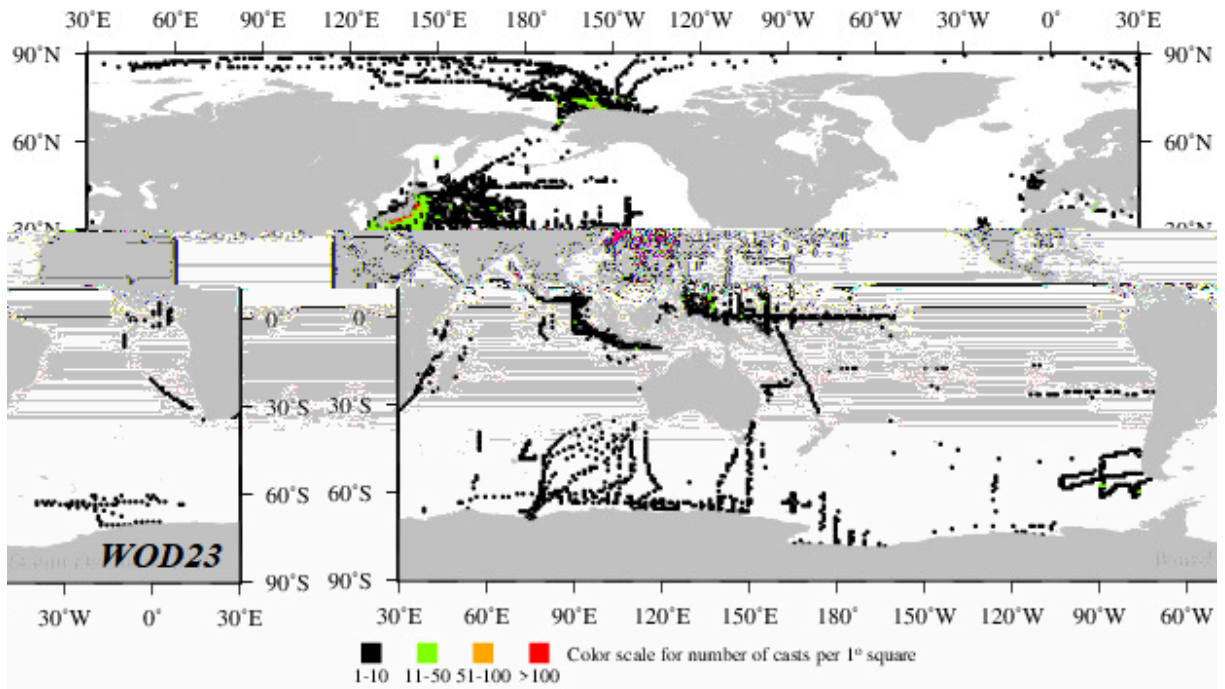 30˚E 60˚E 90˚E 120˚E 150˚E 180˚ 150˚W 120˚W 90˚W 60˚W 30˚W 0˚ 30˚E
90˚N 90˚N
60˚N 60˚N
0˚ 0˚
30˚S 30˚S
60˚S 60˚S
WOD23
90˚S 90˚S
30˚W 0˚ 30˚E 30˚E 60˚E 90˚E 120˚E 150˚E 180˚ 150˚W 120˚W 90˚W 60˚W
Color scale for number of casts per 1º square
1-10 11-50 51-100 >100